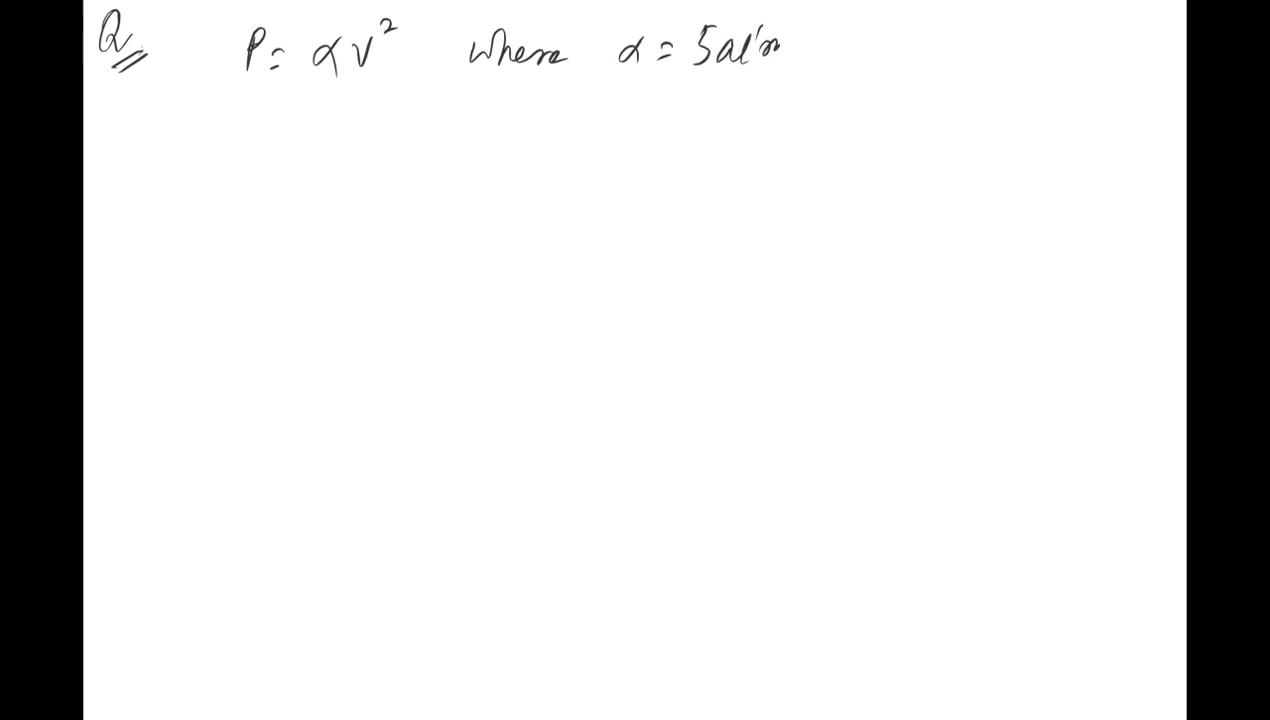 Q P = αV² where α = 5atm